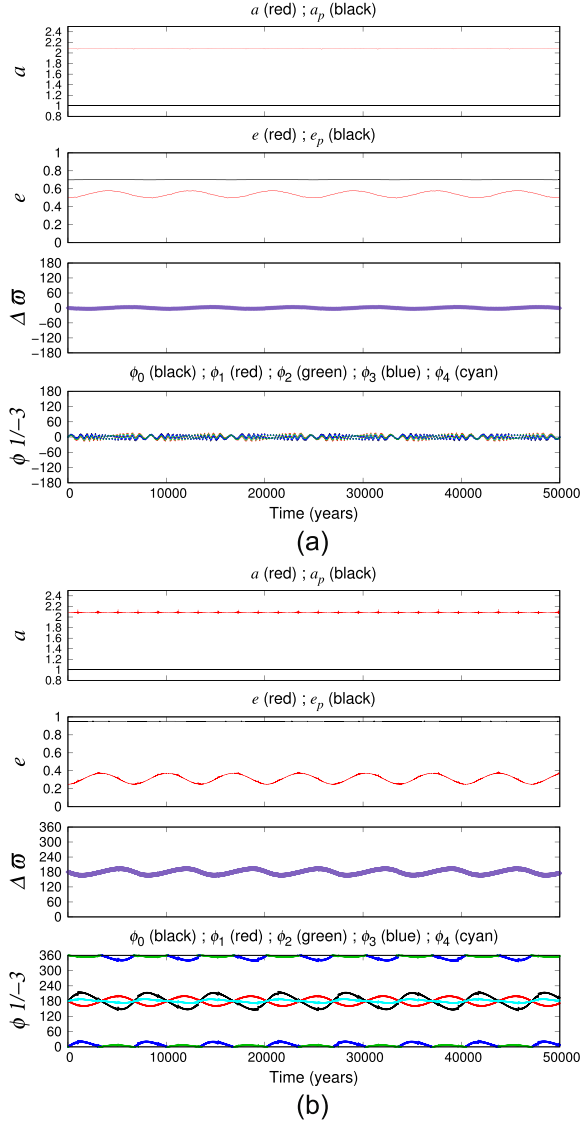 a (red) ; a_p (black)
2.4
2.2
2
1.8
1.6
1.4
1.2
1
0.8
a
e (red) ; e_p (black)
1
0.8
0.6
0.4
0.2
0
e
180
120
60
0
−60
−120
−180
Δϖ
ϕ_0 (black) ; ϕ_1 (red) ; ϕ_2 (green) ; ϕ_3 (blue) ; ϕ_4 (cyan)
180
120
60
0
−60
−120
−180
ϕ 1/−3
0 10000 20000 30000 40000 50000
Time (years)
(a)
a (red) ; a_p (black)
2.4
2.2
2
1.8
1.6
1.4
1.2
1
0.8
a
e (red) ; e_p (black)
1
0.8
0.6
0.4
0.2
0
e
360
300
240
180
120
60
0
Δϖ
ϕ_0 (black) ; ϕ_1 (red) ; ϕ_2 (green) ; ϕ_3 (blue) ; ϕ_4 (cyan)
360
300
240
180
120
60
0
ϕ 1/−3
0 10000 20000 30000 40000 50000
Time (years)
(b)